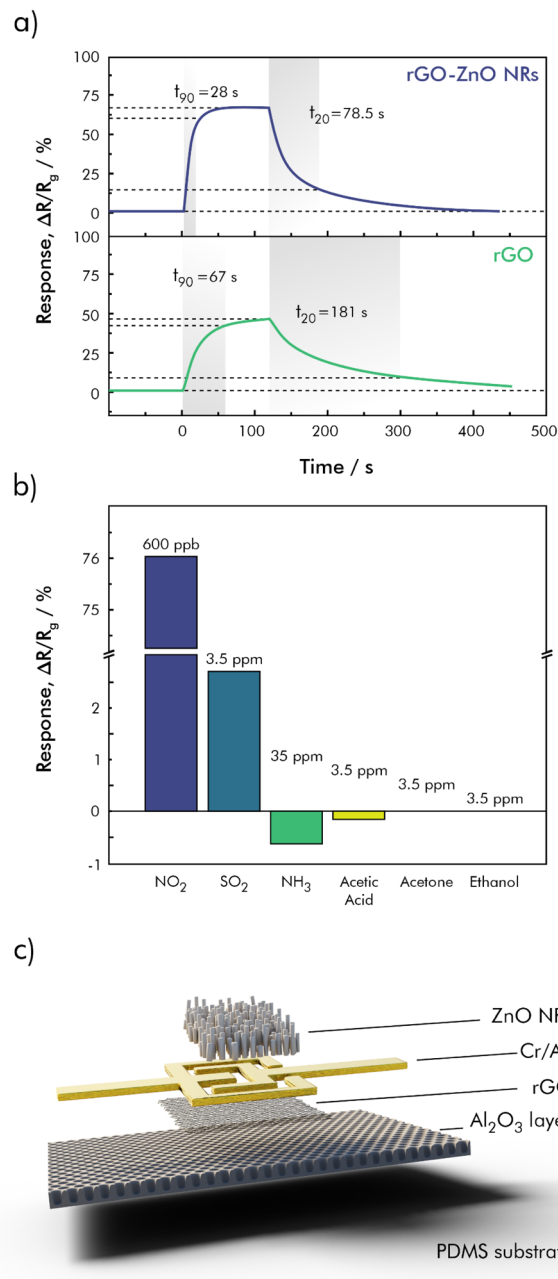 a)
100
75
50
25
0
t90=28 s
t20=78.5 s
rGO-ZnO NRs
100
75
50
25
0
t90=67 s
t20=181 s
rGO
Response, ΔR/Rg / %
0 100 200 300 400 500
Time / s
b)
76
75
2
1
0
-1
Response, ΔR/Rg / %
600 ppb
3.5 ppm
35 ppm
3.5 ppm
3.5 ppm
3.5 ppm
NO2 SO2 NH3 Acetic Acetone Ethanol
Acid
c)
ZnO NR
Cr/A
rGO
Al2O3 laye
PDMS substrat